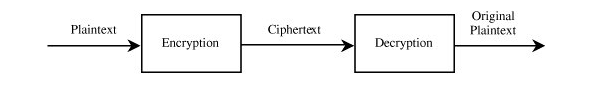 Plaintext
Encryption
Ciphertext
Decryption
Original
Plaintext